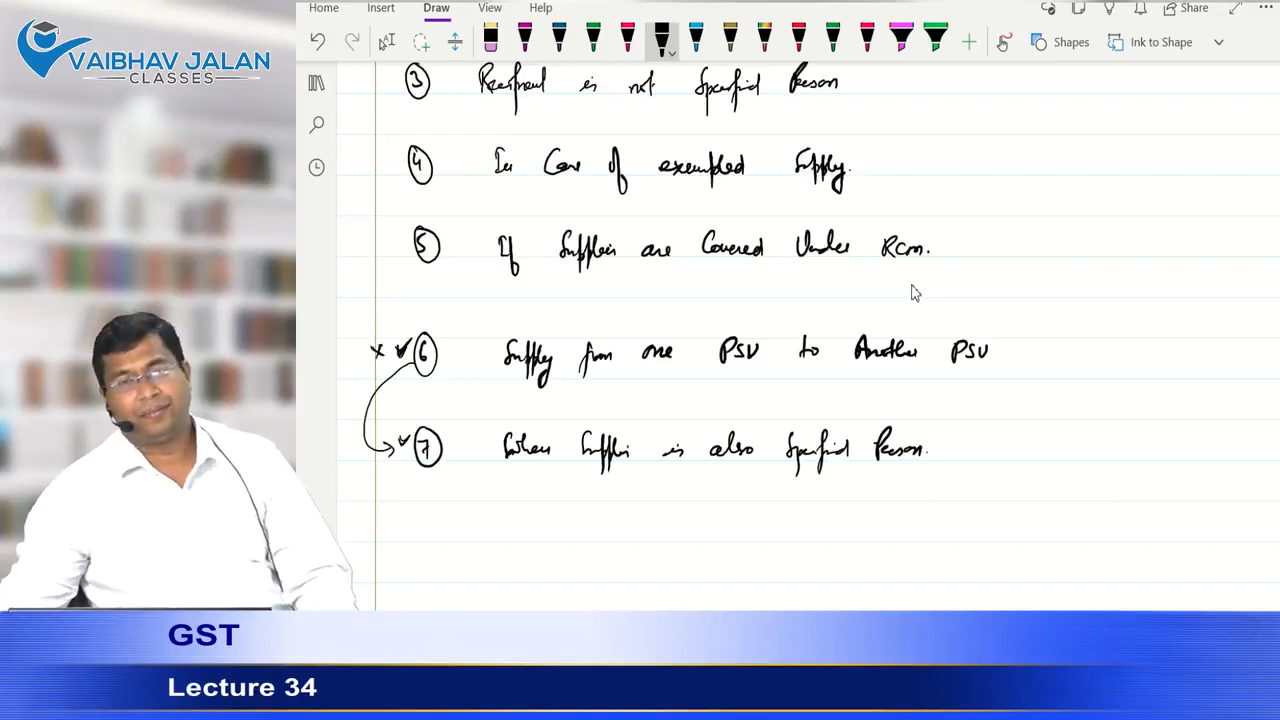 VAIBHAV JALAN
CLASSES
Home Insert Draw View Help
Share
Shapes Ink to Shape
3 Recipient is not Specified Person
4 In Case of exempted Supply.
5 If Supplies are Covered Under RCM.
x ✓ 6 Supply from one PSU to Another PSU
✓ 7 When Supplier is also Specified Person.
GST
Lecture 34